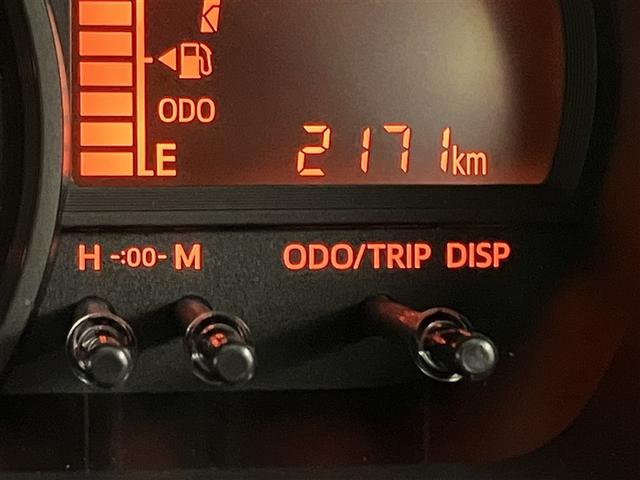 ODO
E
2171km
H -:00- M ODO/TRIP DISP